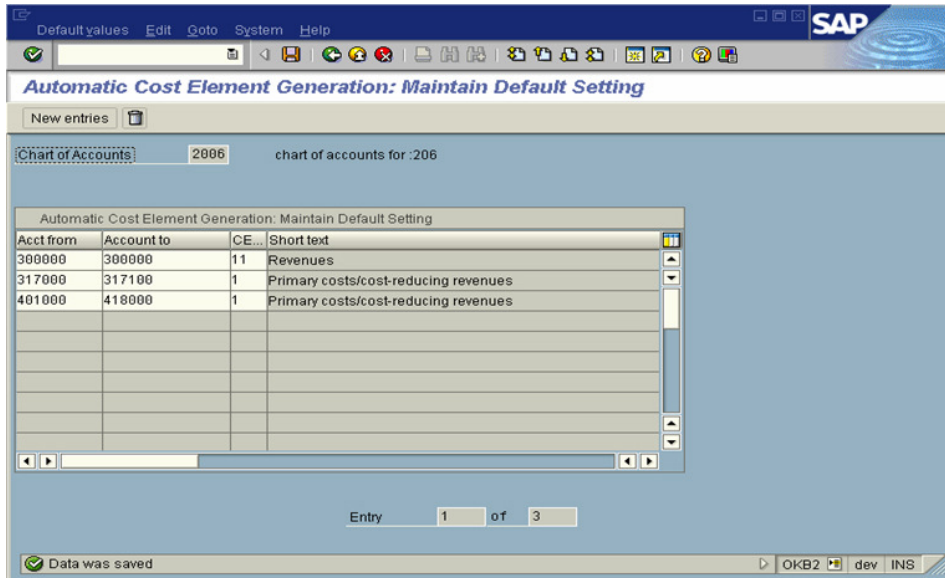 Default values Edit Goto System Help
SAP
Automatic Cost Element Generation: Maintain Default Setting
New entries
Chart of Accounts 2006 chart of accounts for :206
Automatic Cost Element Generation: Maintain Default Setting
Acct from Account to CE... Short text
300000 300000 11 Revenues
317000 317100 1 Primary costs/cost-reducing revenues
401000 418000 1 Primary costs/cost-reducing revenues
Entry 1 of 3
Data was saved OKB2 dev INS